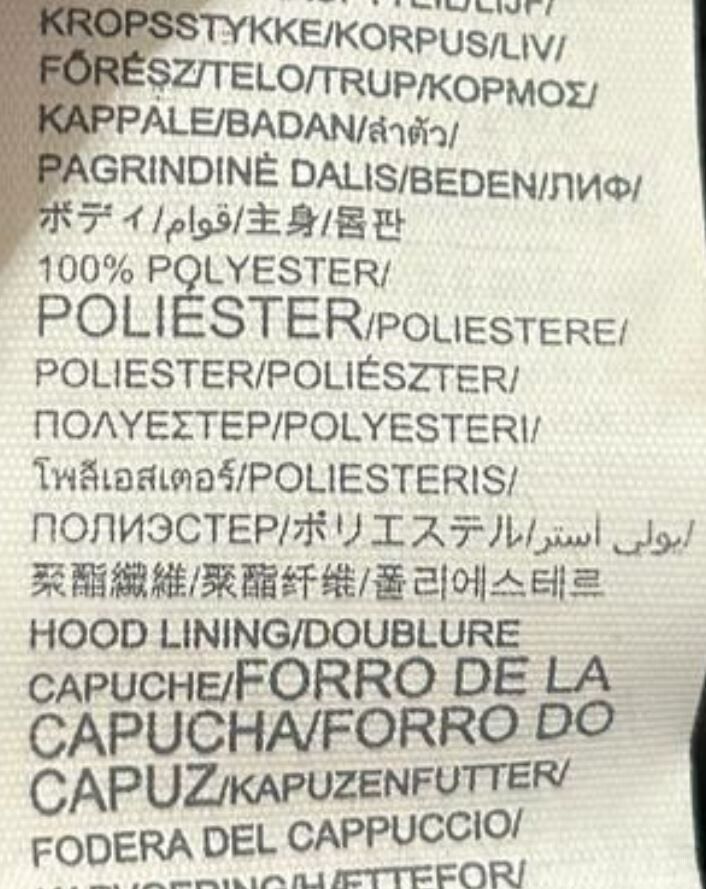 KROPSSTYKKE/KORPUS/LIV/
FŐRÉSZ/TELO/TRUP/ΚΟΡΜΟΣ/
KAPPALE/BADAN/ลำตัว/
PAGRINDINĖ DALIS/BEDEN/ЛИФ/
ボディ/قوام/主身/몸판
100% POLYESTER/
POLIÉSTER/POLIESTERE/
POLIESTER/POLIÉSZTER/
ΠΟΛΥΕΣΤΕΡ/POLYESTERI/
โพลีเอสเตอร์/POLIESTERIS/
ПОЛИЭСТЕР/ポリエステル/بولي استر/
聚酯纖維/聚酯纤维/폴리에스테르
HOOD LINING/DOUBLURE
CAPUCHE/FORRO DE LA
CAPUCHA/FORRO DO
CAPUZ/KAPUZENFUTTER/
FODERA DEL CAPPUCCIO/